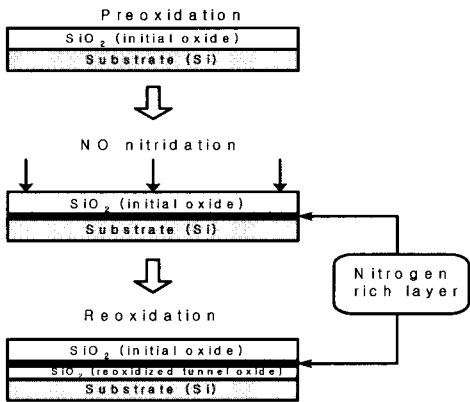 Preoxidation
SiO₂ (initial oxide)
Substrate (Si)
NO nitridation
SiO₂ (initial oxide)
Substrate (Si)
Nitrogen
rich layer
Reoxidation
SiO₂ (initial oxide)
SiO₂ (reoxidized tunnel oxide)
Substrate (Si)